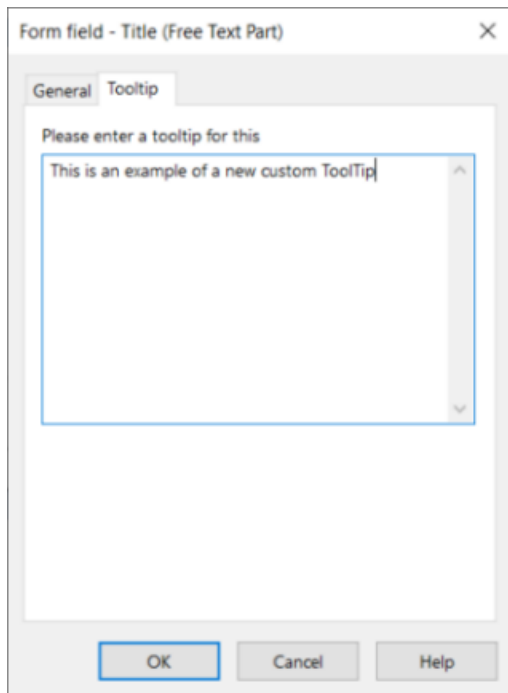 Form field - Title (Free Text Part)
General Tooltip
Please enter a tooltip for this
This is an example of a new custom ToolTip
OK Cancel Help